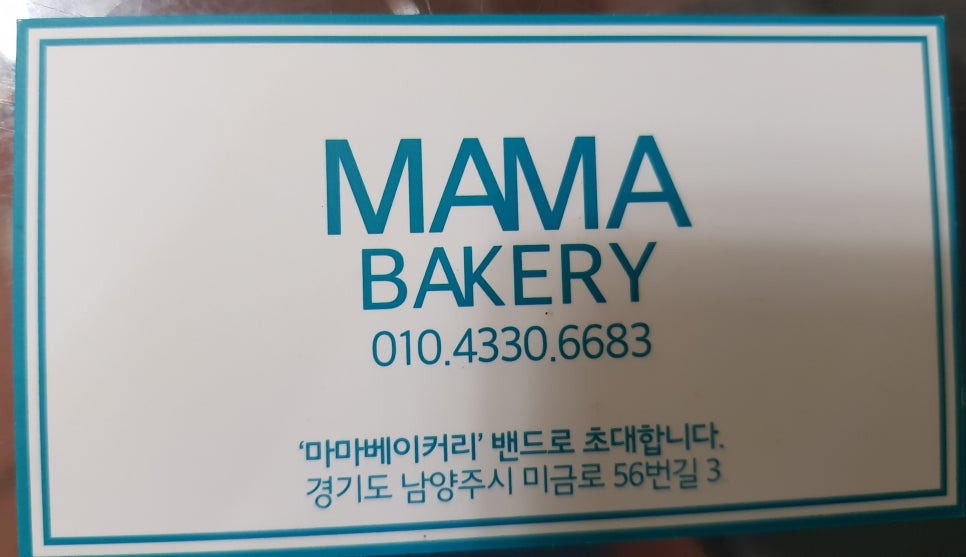 MAMA
BAKERY
010.4330.6683
'마마베이커리' 밴드로 초대합니다.
경기도 남양주시 미금로 56번길 3